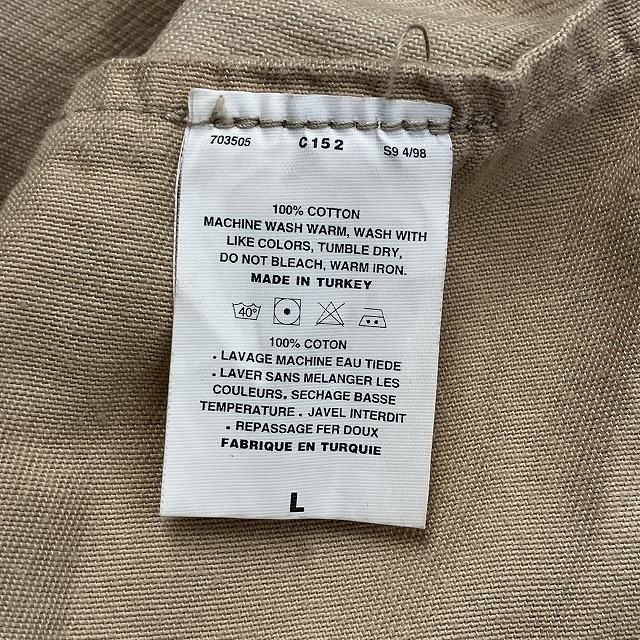 703505 C152 S9 4/98
100% COTTON
MACHINE WASH WARM, WASH WITH
LIKE COLORS, TUMBLE DRY,
DO NOT BLEACH, WARM IRON.
MADE IN TURKEY
40°
100% COTON
. LAVAGE MACHINE EAU TIEDE
. LAVER SANS MELANGER LES
COULEURS. SECHAGE BASSE
TEMPERATURE . JAVEL INTERDIT
. REPASSAGE FER DOUX
FABRIQUE EN TURQUIE
L